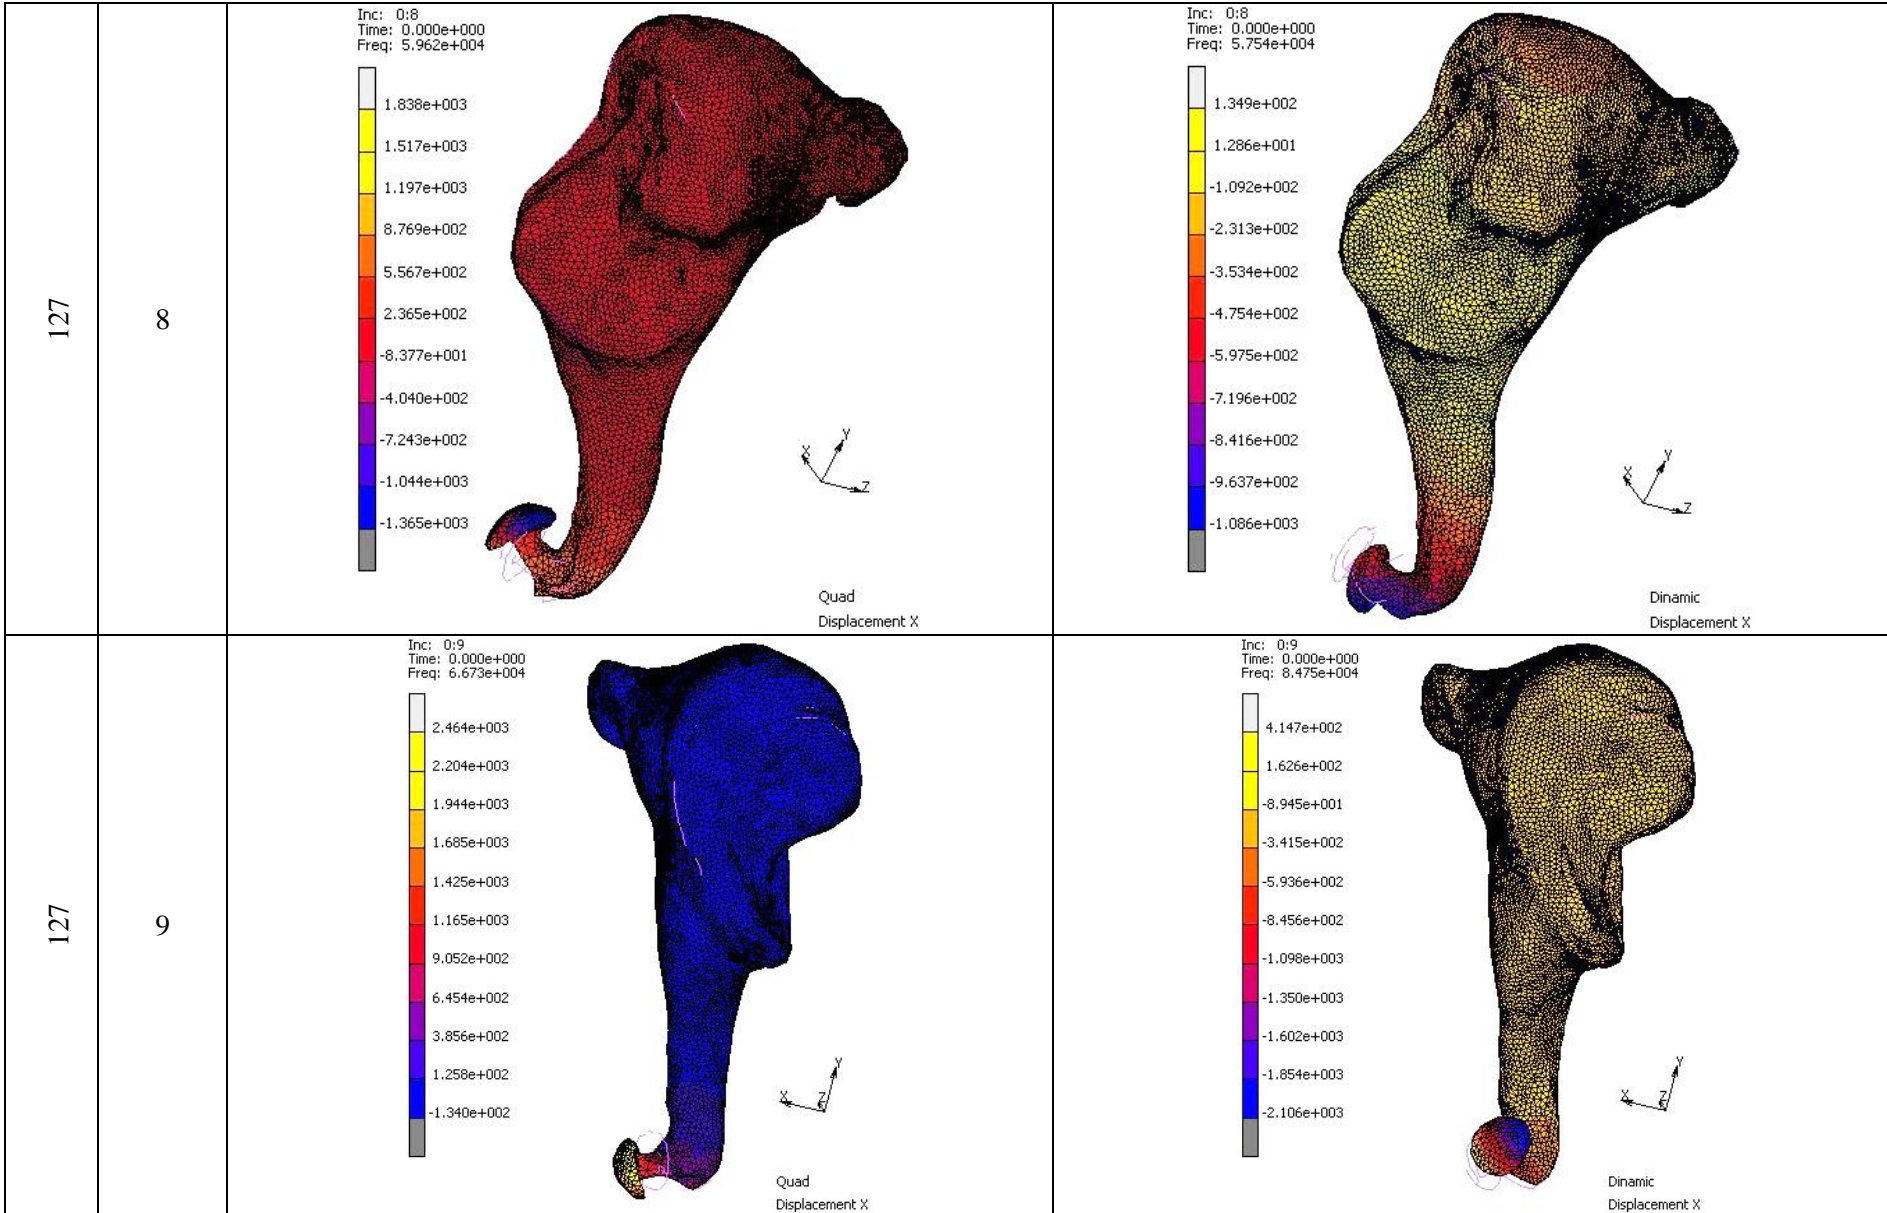 127
8
Inc: 0:8
Time: 0.000e+000
Freq: 5.962e+004
1.838e+003
1.517e+003
1.197e+003
8.769e+002
5.567e+002
2.365e+002
-8.377e+001
-4.040e+002
-7.243e+002
-1.044e+003
-1.365e+003
X
Y
Z
Quad
Displacement X
Inc: 0:8
Time: 0.000e+000
Freq: 5.754e+004
1.349e+002
1.286e+001
-1.092e+002
-2.313e+002
-3.534e+002
-4.754e+002
-5.975e+002
-7.196e+002
-8.416e+002
-9.637e+002
-1.086e+003
X
Y
Z
Dinamic
Displacement X
127
9
Inc: 0:9
Time: 0.000e+000
Freq: 6.673e+004
2.464e+003
2.204e+003
1.944e+003
1.685e+003
1.425e+003
1.165e+003
9.052e+002
6.454e+002
3.856e+002
1.258e+002
-1.340e+002
X
Y
Z
Quad
Displacement X
Inc: 0:9
Time: 0.000e+000
Freq: 8.475e+004
4.147e+002
1.626e+002
-8.945e+001
-3.415e+002
-5.936e+002
-8.456e+002
-1.098e+003
-1.350e+003
-1.602e+003
-1.854e+003
-2.106e+003
X
Y
Z
Dinamic
Displacement X